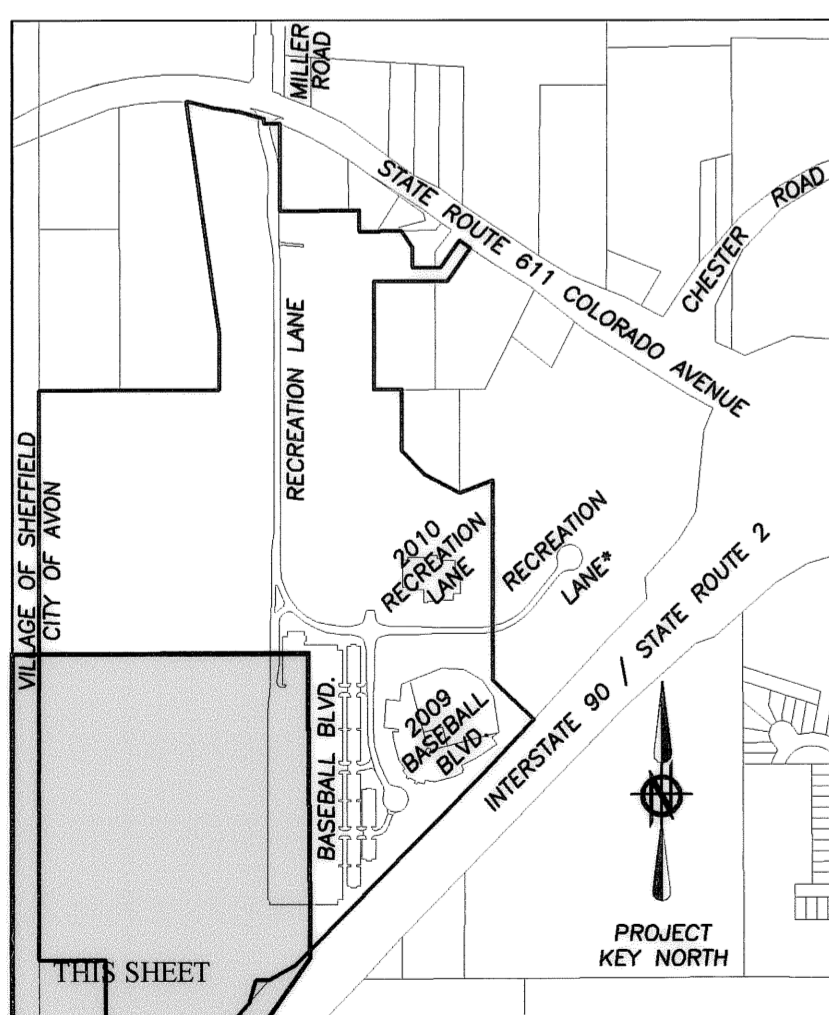 MILLER
ROAD
STATE ROUTE 611 COLORADO AVENUE
CHESTER ROAD
RECREATION LANE
VILLAGE OF SHEFFIELD
CITY OF AVON
2010
RECREATION
LANE
RECREATION
LANE*
INTERSTATE 90 / STATE ROUTE 2
BASEBALL BLVD.
2009
BASEBALL
BLVD.
N
PROJECT
KEY NORTH
THIS SHEET